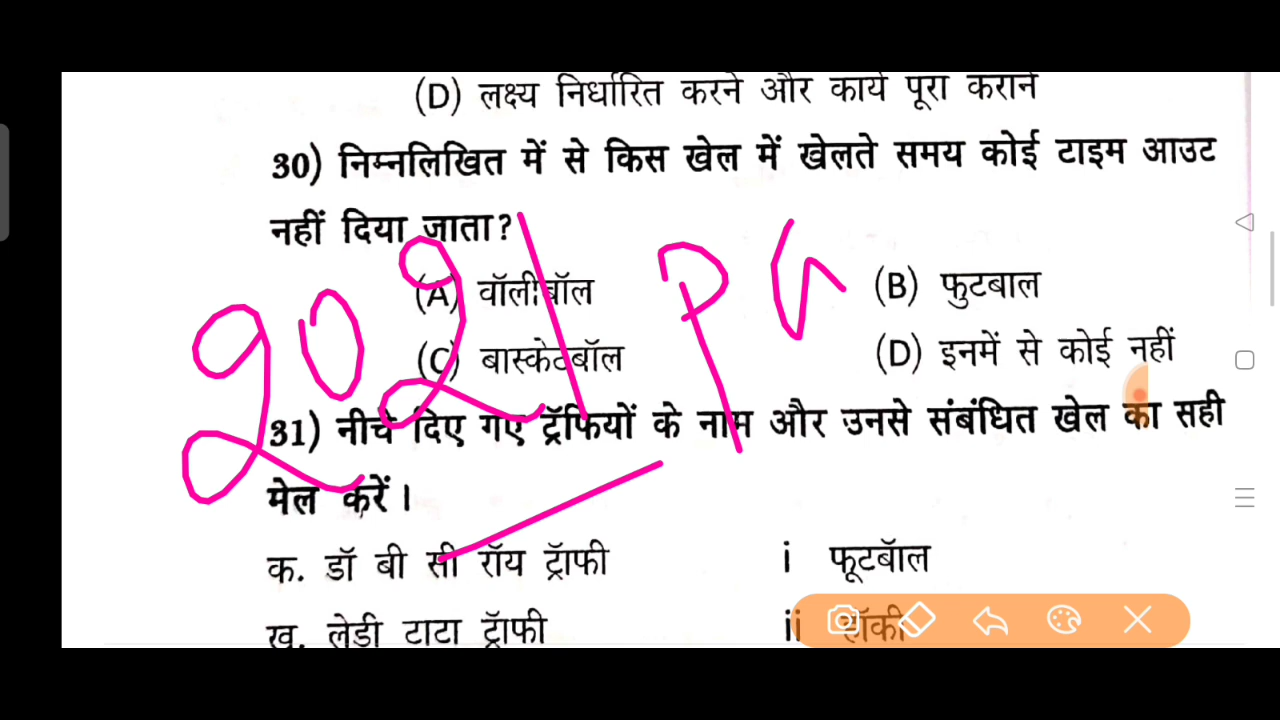 (D) लक्ष्य निर्धारित करने और कार्य पूरा कराने
30) निम्नलिखित में से किस खेल में खेलते समय कोई टाइम आउट
नहीं दिया जाता?
(A) वॉलीबॉल (B) फुटबाल
(C) बास्केटबॉल (D) इनमें से कोई नहीं
2021 PG
31) नीचे दिए गए ट्रॅाफियों के नाम और उनसे संबंधित खेल का सही
मेल करें।
क. डॉ बी सी रॉय ट्रॅाफी i फूटबॅाल
ख. लेडी टाटा ट्रॅाफी ii हॉकी